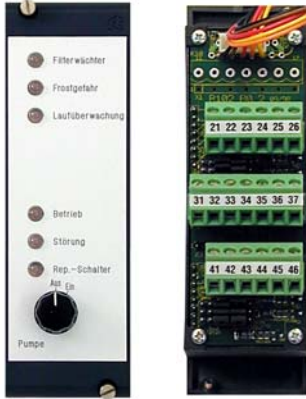 Filterwächter
Frostgefahr
Laufüberwachung
Betrieb
Störung
Rep.-Schalter
Aus Ein
Pumpe
21 22 23 24 25 26
31 32 33 34 35 36 37
41 42 43 44 45 46